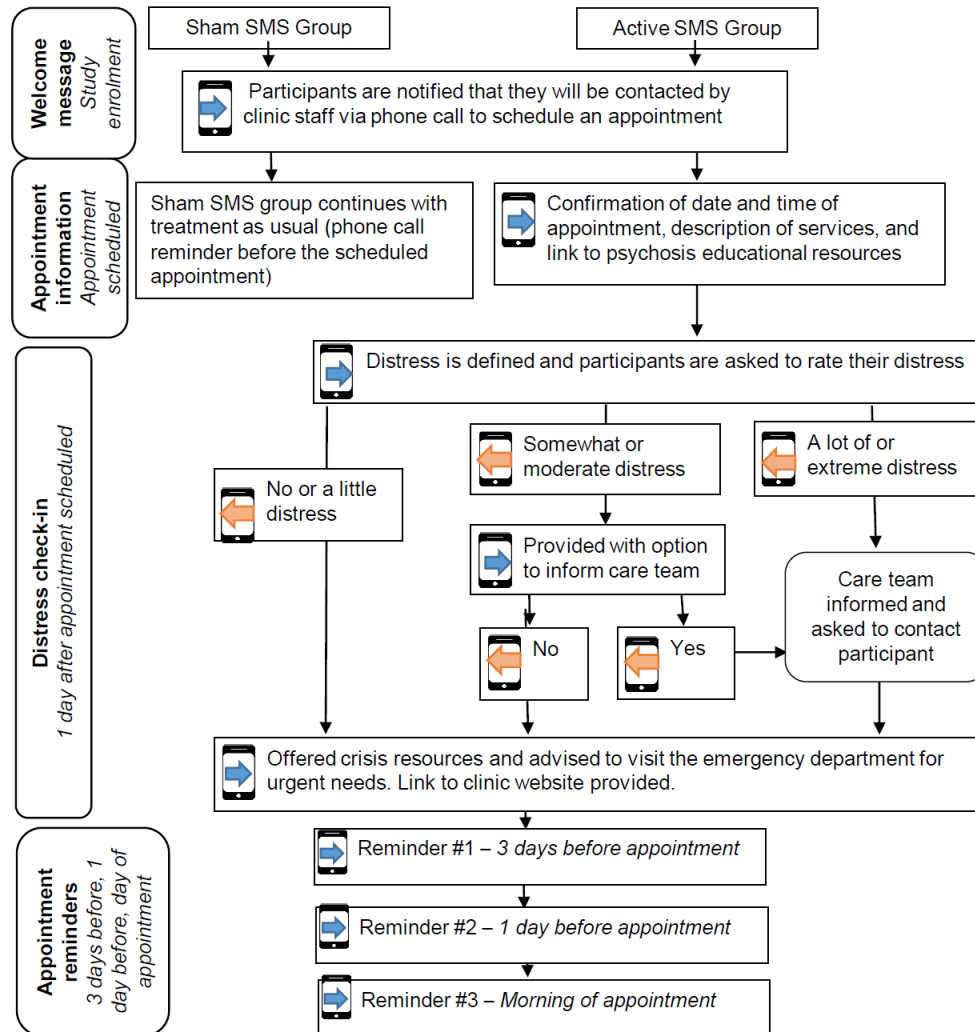 Sham SMS Group
Active SMS Group
Welcome
message
Study
enrolment
Participants are notified that they will be contacted by
clinic staff via phone call to schedule an appointment
Appointment
information
Appointment
scheduled
Sham SMS group continues with
treatment as usual (phone call
reminder before the scheduled
appointment)
Confirmation of date and time of
appointment, description of services, and
link to psychosis educational resources
Distress check-in
1 day after appointment scheduled
Distress is defined and participants are asked to rate their distress
No or a little
distress
Somewhat or
moderate distress
A lot of or
extreme distress
Provided with option
to inform care team
No
Yes
Care team
informed and
asked to contact
participant
Offered crisis resources and advised to visit the emergency department for
urgent needs. Link to clinic website provided.
Appointment
reminders
3 days before, 1
day before, day of
appointment
Reminder #1 – 3 days before appointment
Reminder #2 – 1 day before appointment
Reminder #3 – Morning of appointment